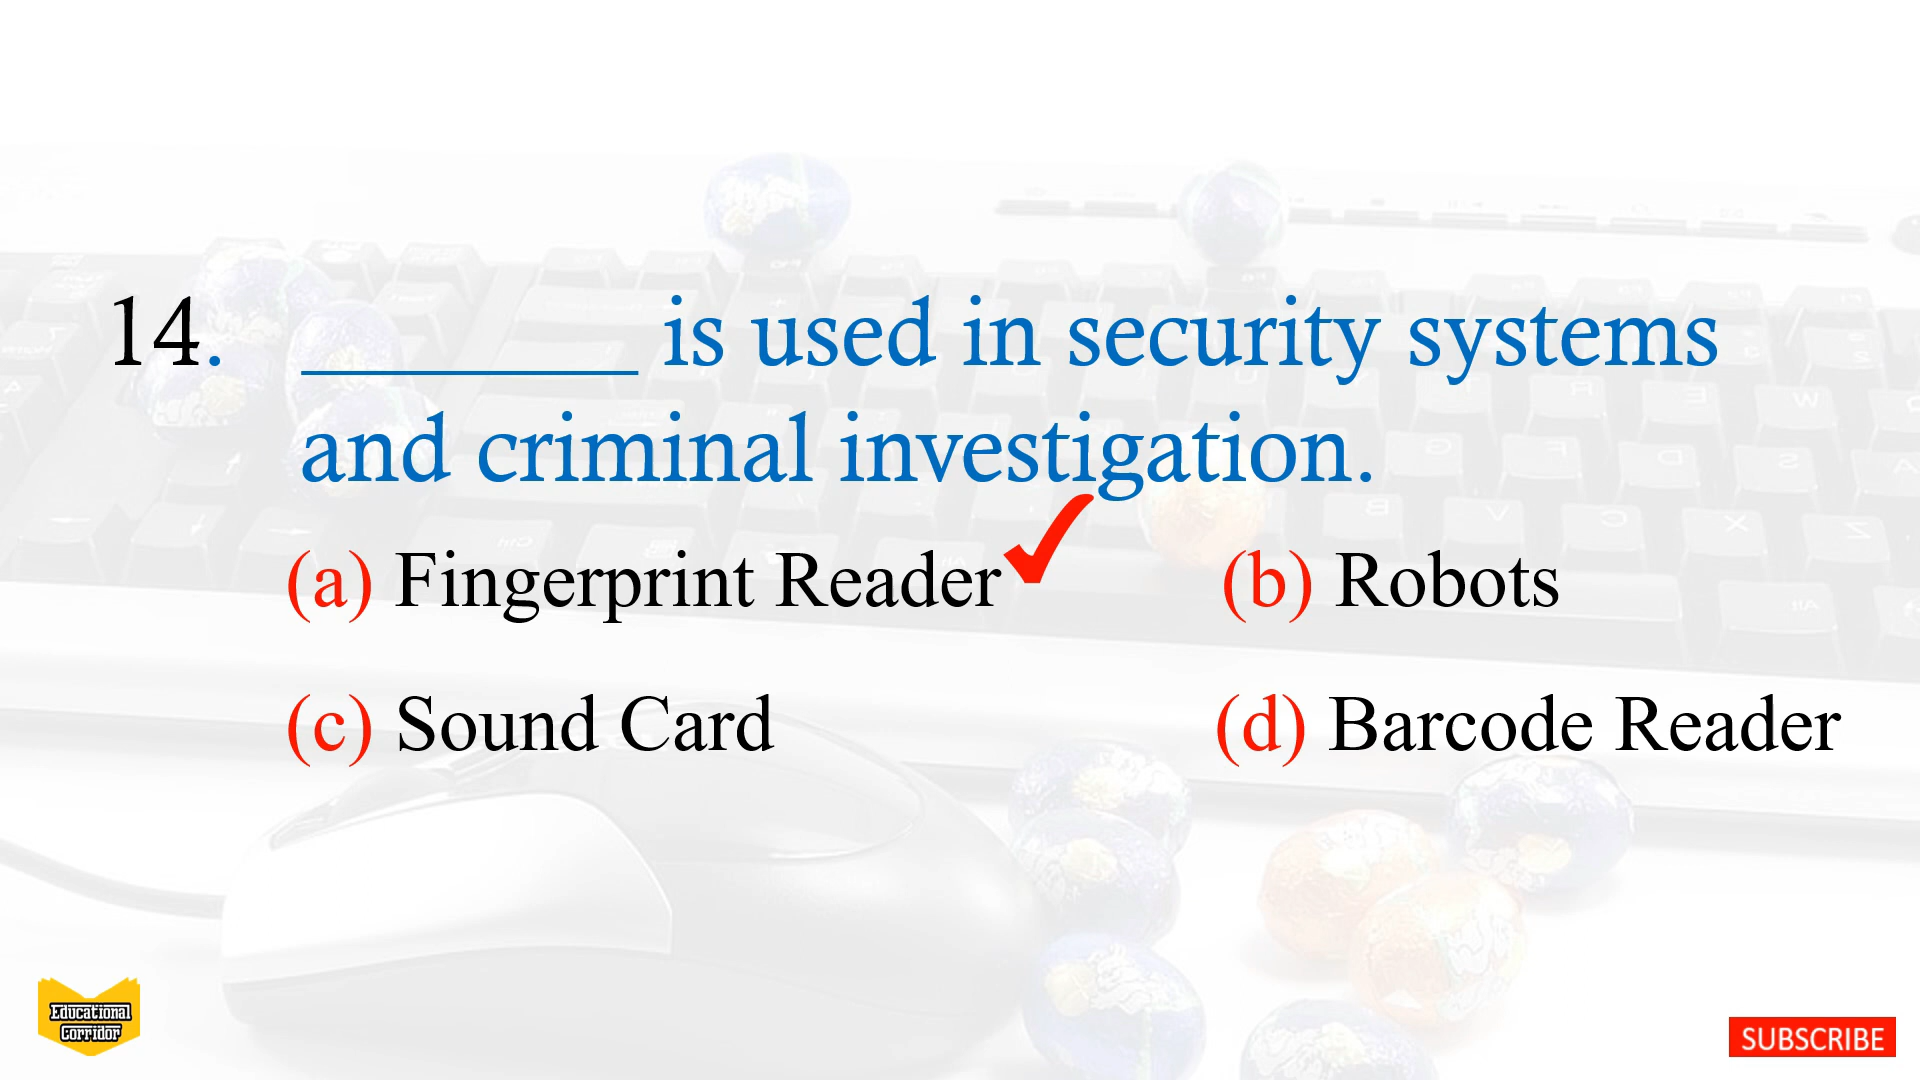 14. ________ is used in security systems
and criminal investigation.
(a) Fingerprint Reader✓ (b) Robots
(c) Sound Card (d) Barcode Reader
Educational
Corridor
SUBSCRIBE